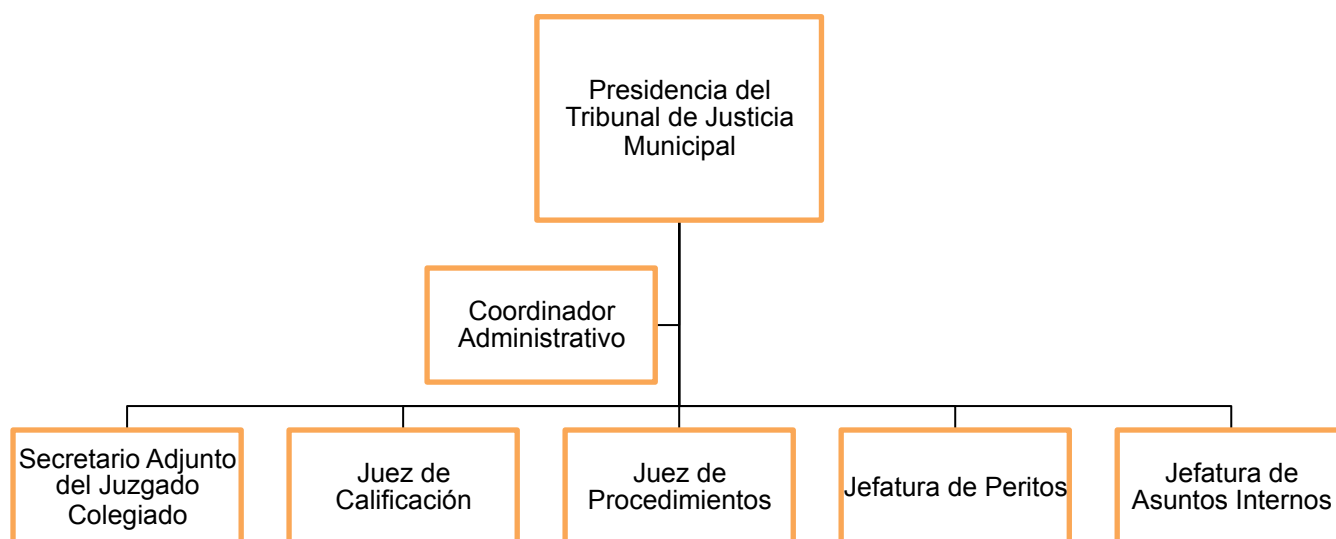 Presidencia del
Tribunal de Justicia
Municipal
Coordinador
Administrativo
Secretario Adjunto
del Juzgado
Colegiado
Juez de
Calificación
Juez de
Procedimientos
Jefatura de Peritos
Jefatura de
Asuntos Internos